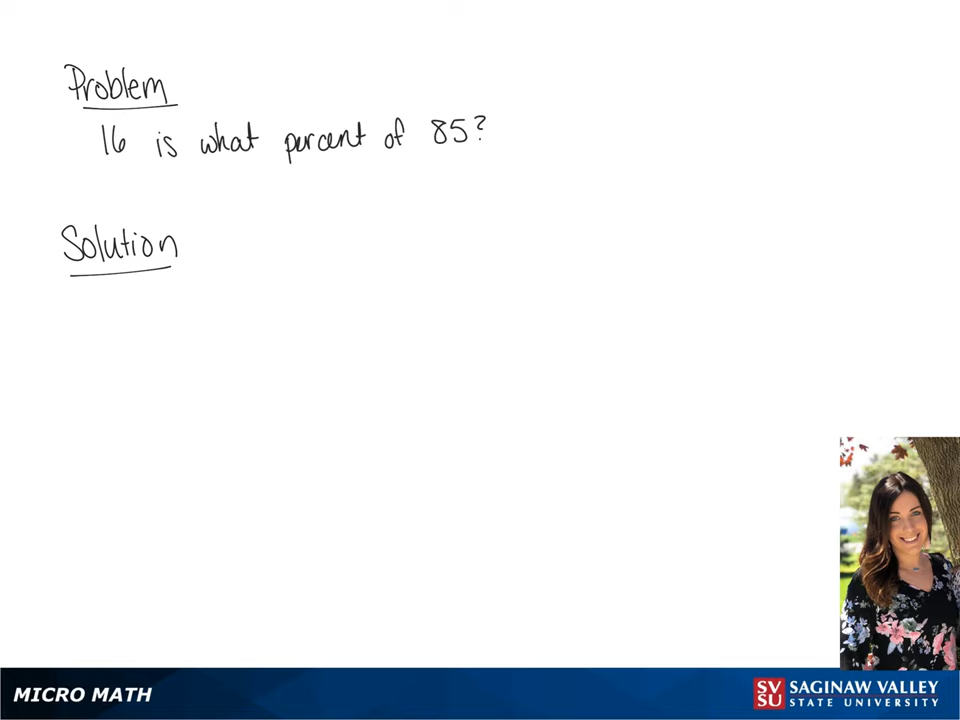 Problem
16 is what percent of 85?
Solution
MICRO MATH
SV
SU
SAGINAW VALLEY
STATE UNIVERSITY